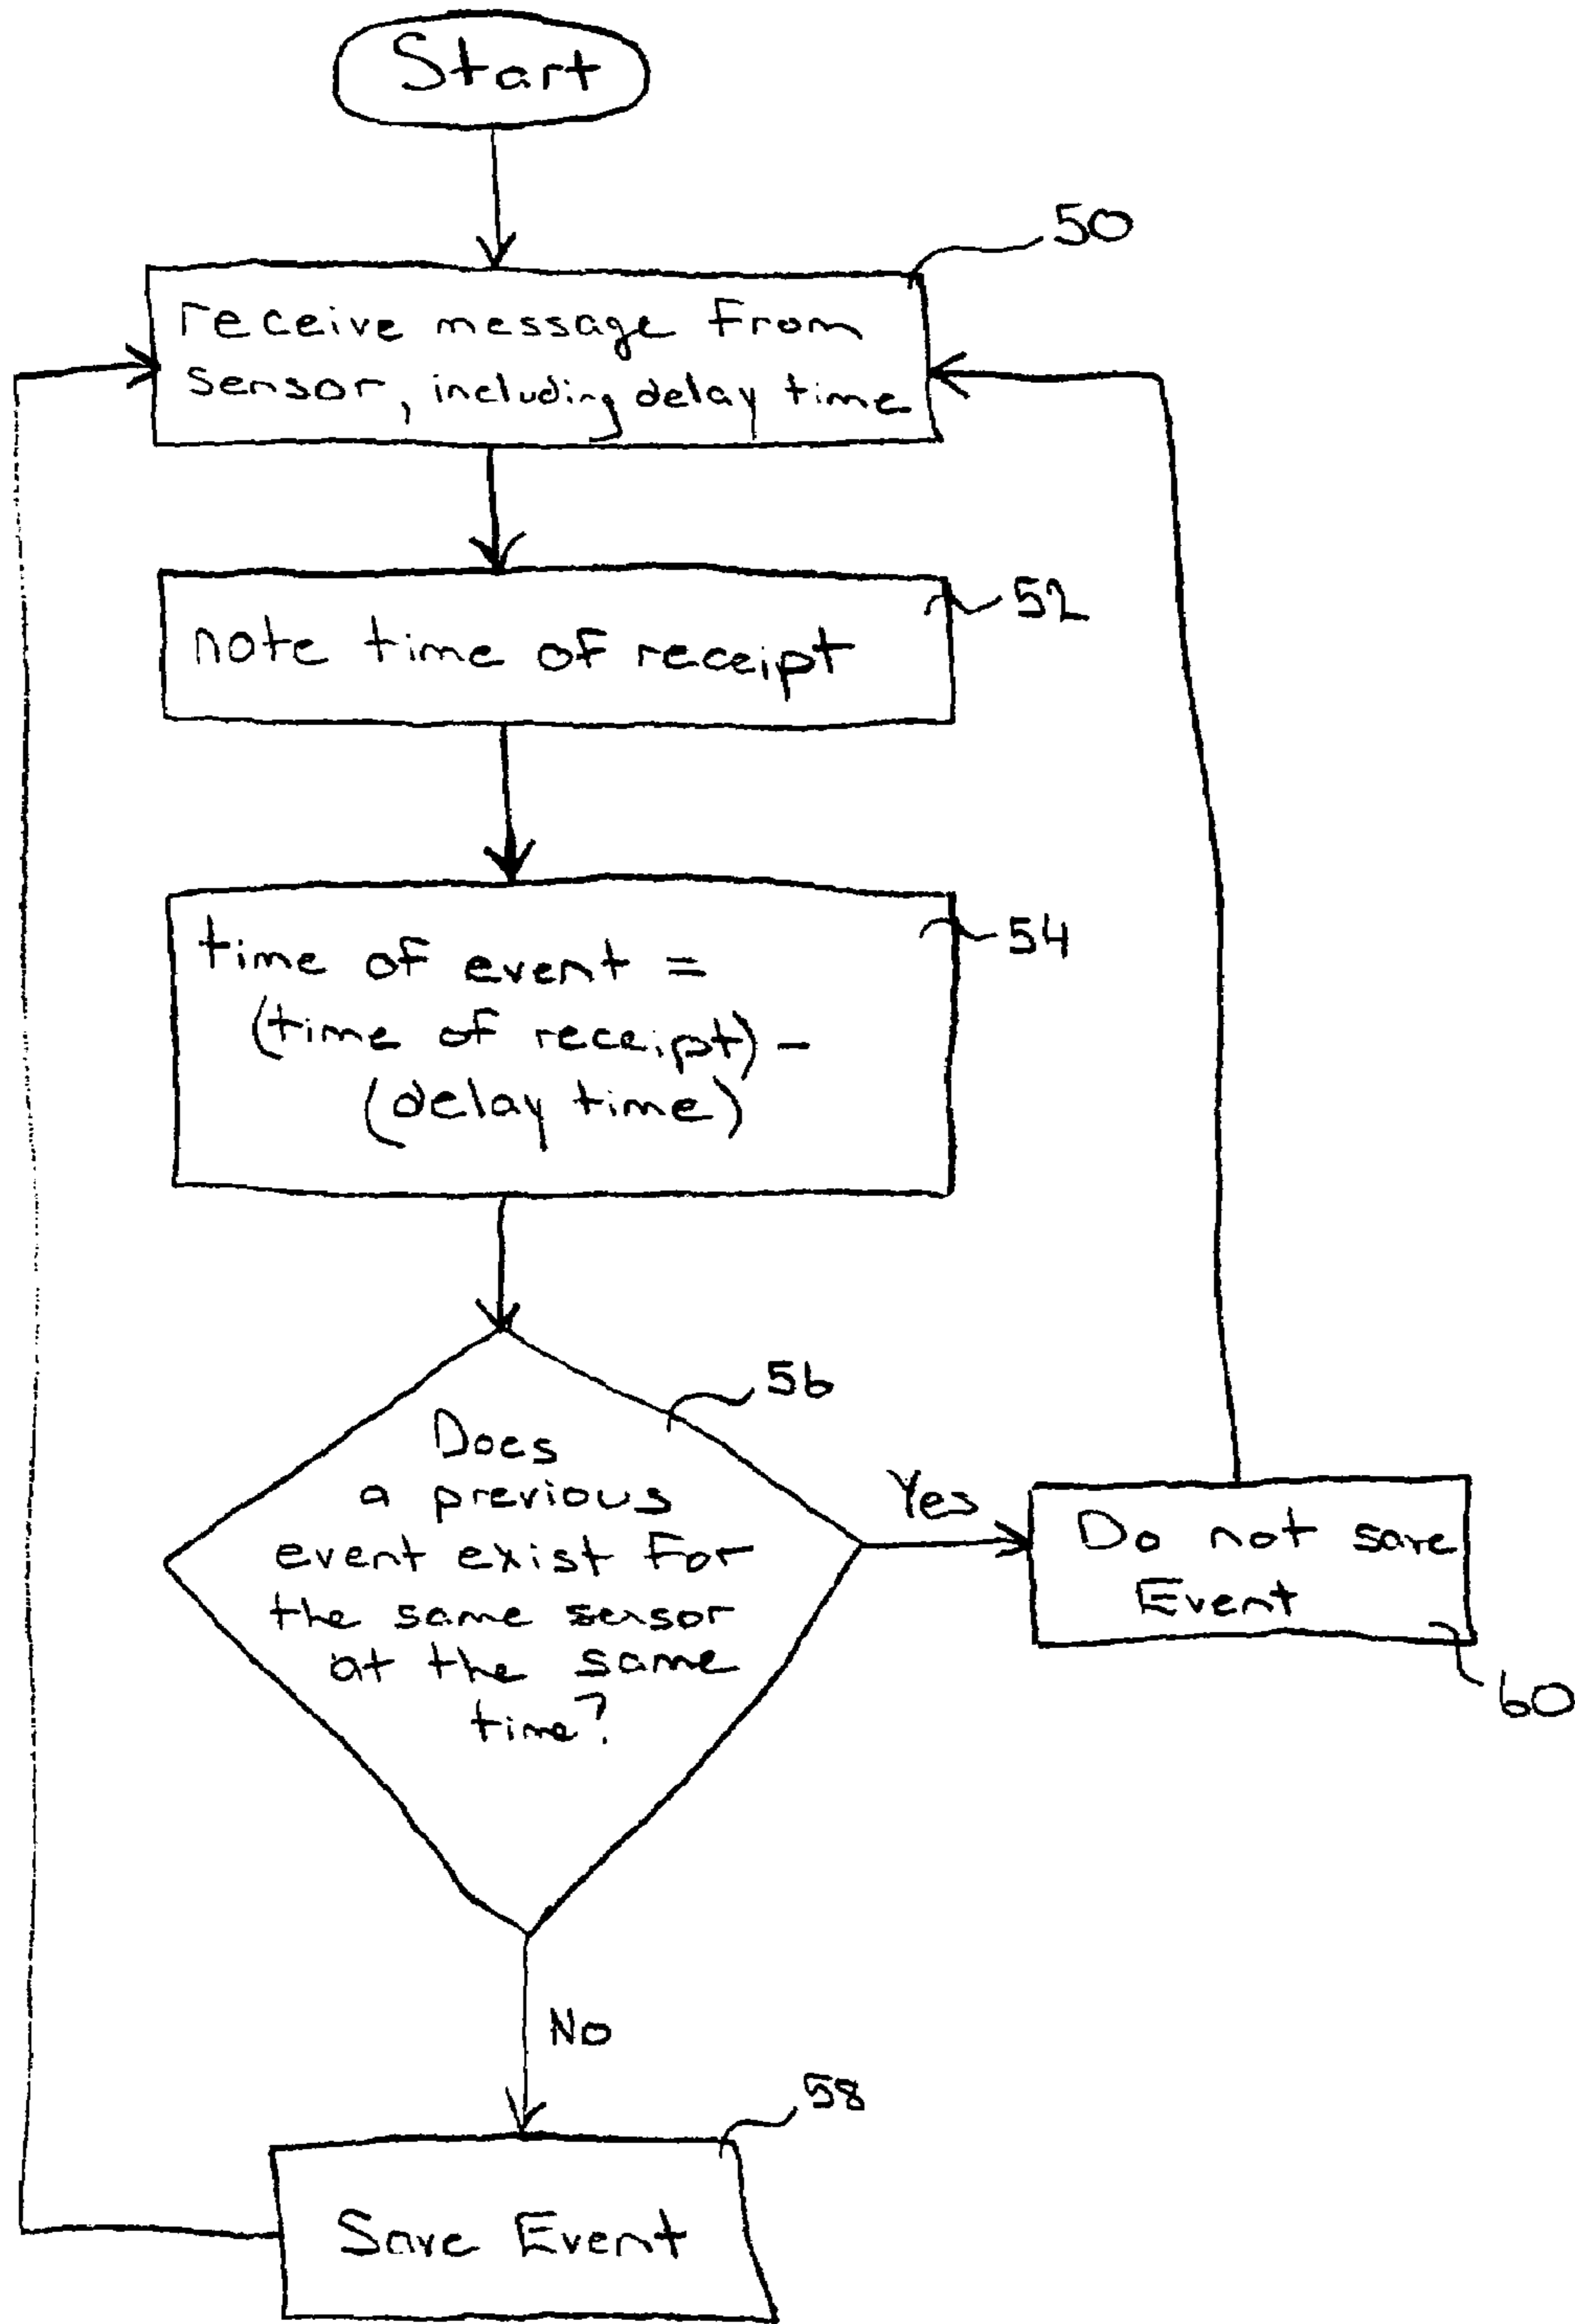 Start
50
receive message from
sensor, including delay time
52
note time of receipt
54
time of event =
(time of receipt) -
(delay time)
56
Does
a previous
event exist for
the same sensor
at the same
time?
Yes
Do not save
Event
60
No
58
Save Event